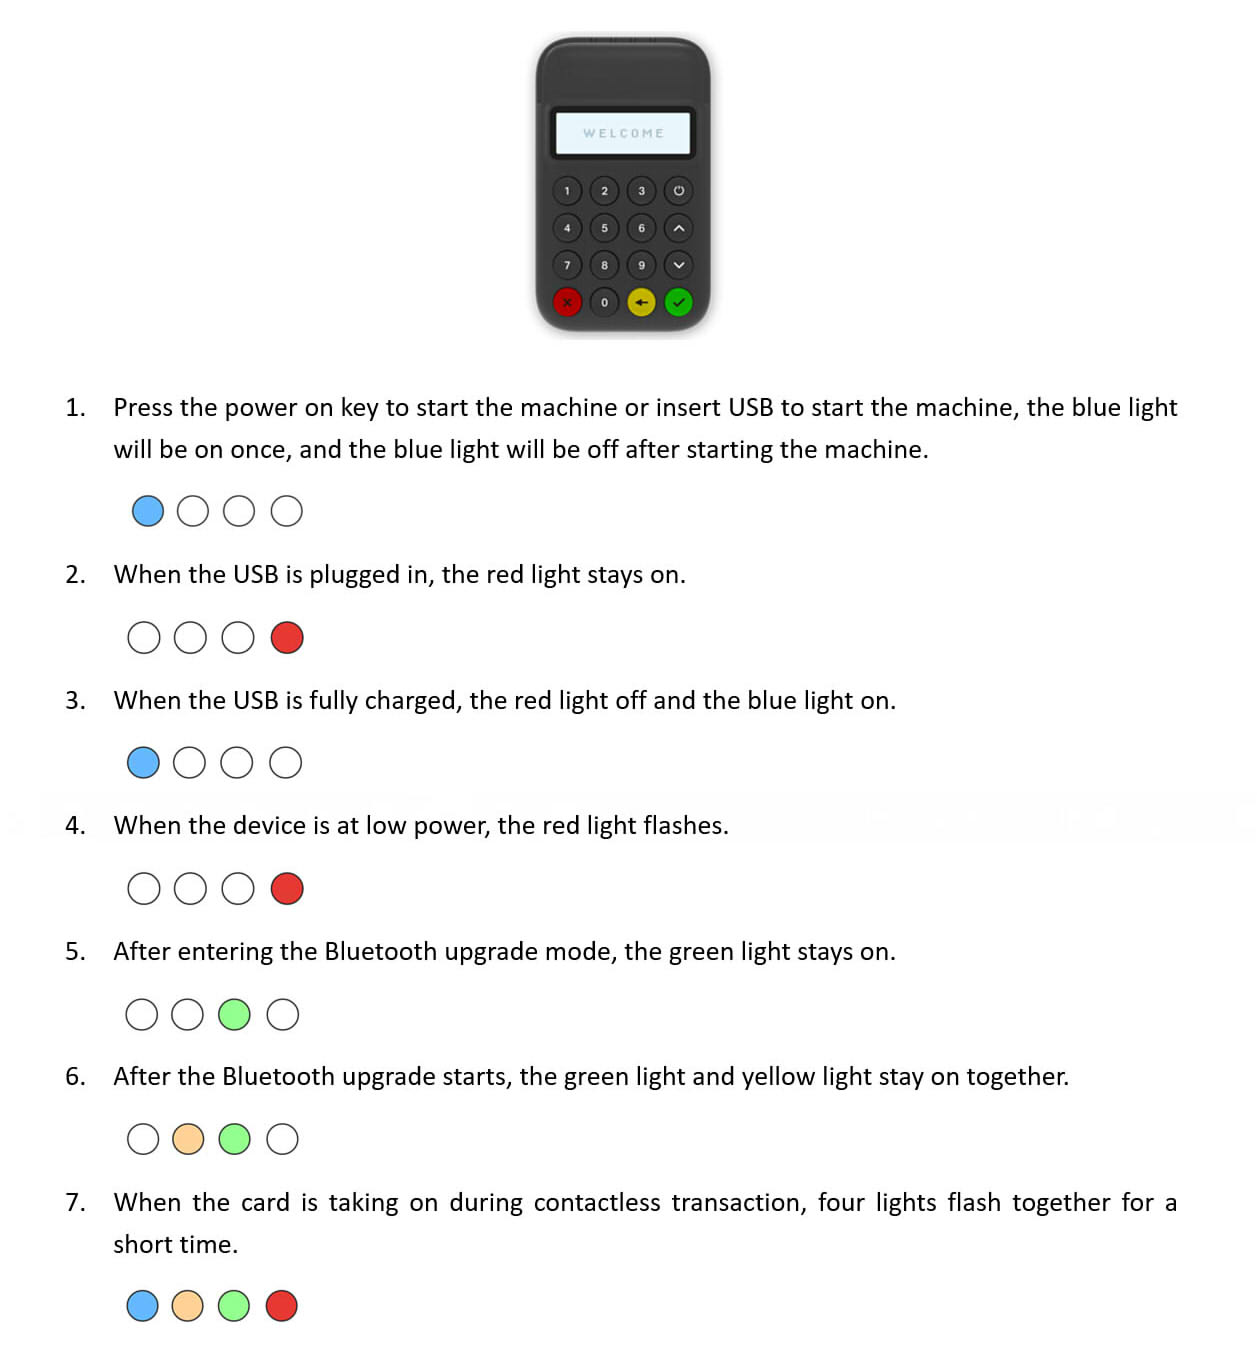 WELCOME
1 2 3
4 5 6
7 8 9
0
1. Press the power on key to start the machine or insert USB to start the machine, the blue light
will be on once, and the blue light will be off after starting the machine.
2. When the USB is plugged in, the red light stays on.
3. When the USB is fully charged, the red light off and the blue light on.
4. When the device is at low power, the red light flashes.
5. After entering the Bluetooth upgrade mode, the green light stays on.
6. After the Bluetooth upgrade starts, the green light and yellow light stay on together.
7. When the card is taking on during contactless transaction, four lights flash together for a
short time.